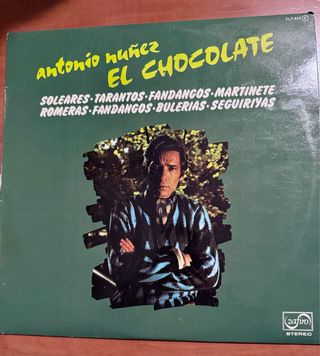 antonio nuñez
EL CHOCOLATE
SOLEARES · TARANTOS · FANDANGOS · MARTINETE
ROMERAS · FANDANGOS · BULERIAS · SEGUIRIYAS
zafiro
STEREO